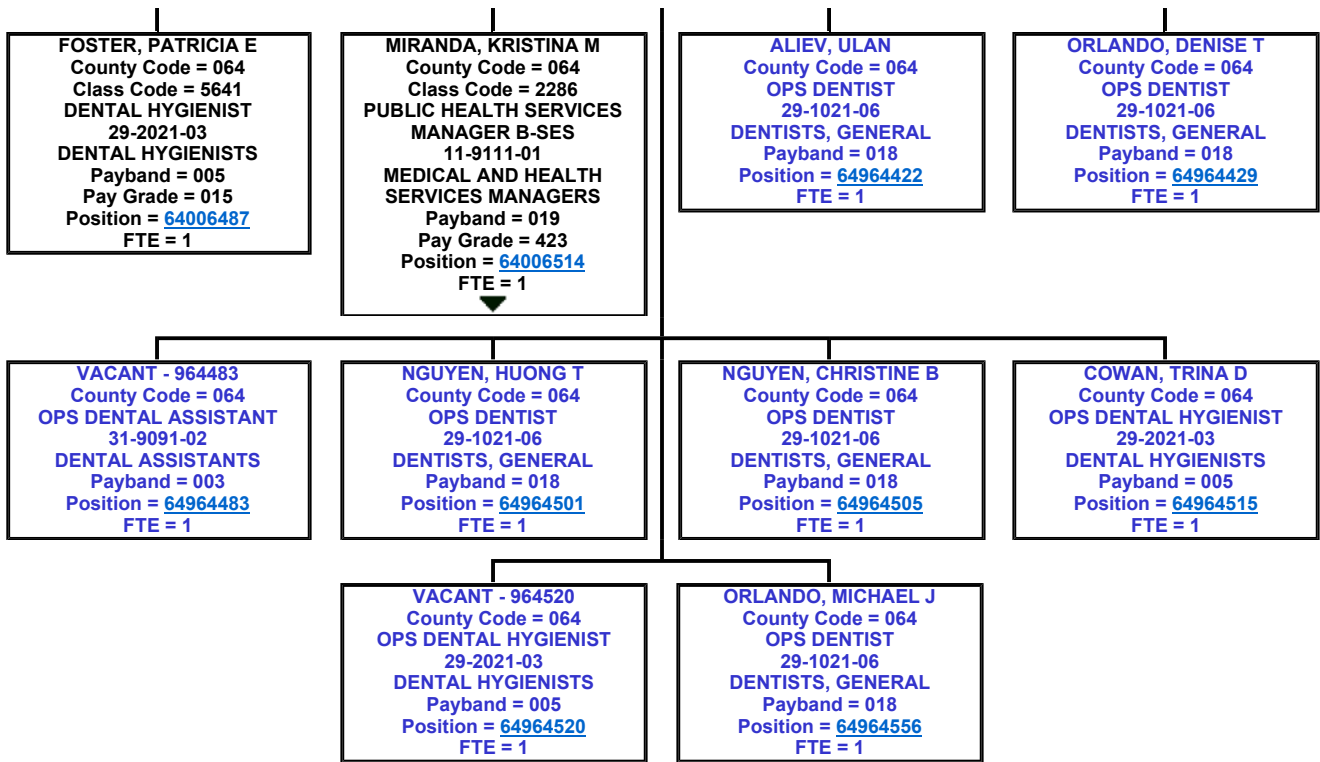 FOSTER, PATRICIA E
County Code = 064
Class Code = 5641
DENTAL HYGIENIST
29-2021-03
DENTAL HYGIENISTS
Payband = 005
Pay Grade = 015
Position = 64006487
FTE = 1
MIRANDA, KRISTINA M
County Code = 064
Class Code = 2286
PUBLIC HEALTH SERVICES
MANAGER B-SES
11-9111-01
MEDICAL AND HEALTH
SERVICES MANAGERS
Payband = 019
Pay Grade = 423
Position = 64006514
FTE = 1
ALIEV, ULAN
County Code = 064
OPS DENTIST
29-1021-06
DENTISTS, GENERAL
Payband = 018
Position = 64964422
FTE = 1
ORLANDO, DENISE T
County Code = 064
OPS DENTIST
29-1021-06
DENTISTS, GENERAL
Payband = 018
Position = 64964429
FTE = 1
VACANT - 964483
County Code = 064
OPS DENTAL ASSISTANT
31-9091-02
DENTAL ASSISTANTS
Payband = 003
Position = 64964483
FTE = 1
NGUYEN, HUONG T
County Code = 064
OPS DENTIST
29-1021-06
DENTISTS, GENERAL
Payband = 018
Position = 64964501
FTE = 1
NGUYEN, CHRISTINE B
County Code = 064
OPS DENTIST
29-1021-06
DENTISTS, GENERAL
Payband = 018
Position = 64964505
FTE = 1
COWAN, TRINA D
County Code = 064
OPS DENTAL HYGIENIST
29-2021-03
DENTAL HYGIENISTS
Payband = 005
Position = 64964515
FTE = 1
VACANT - 964520
County Code = 064
OPS DENTAL HYGIENIST
29-2021-03
DENTAL HYGIENISTS
Payband = 005
Position = 64964520
FTE = 1
ORLANDO, MICHAEL J
County Code = 064
OPS DENTIST
29-1021-06
DENTISTS, GENERAL
Payband = 018
Position = 64964556
FTE = 1